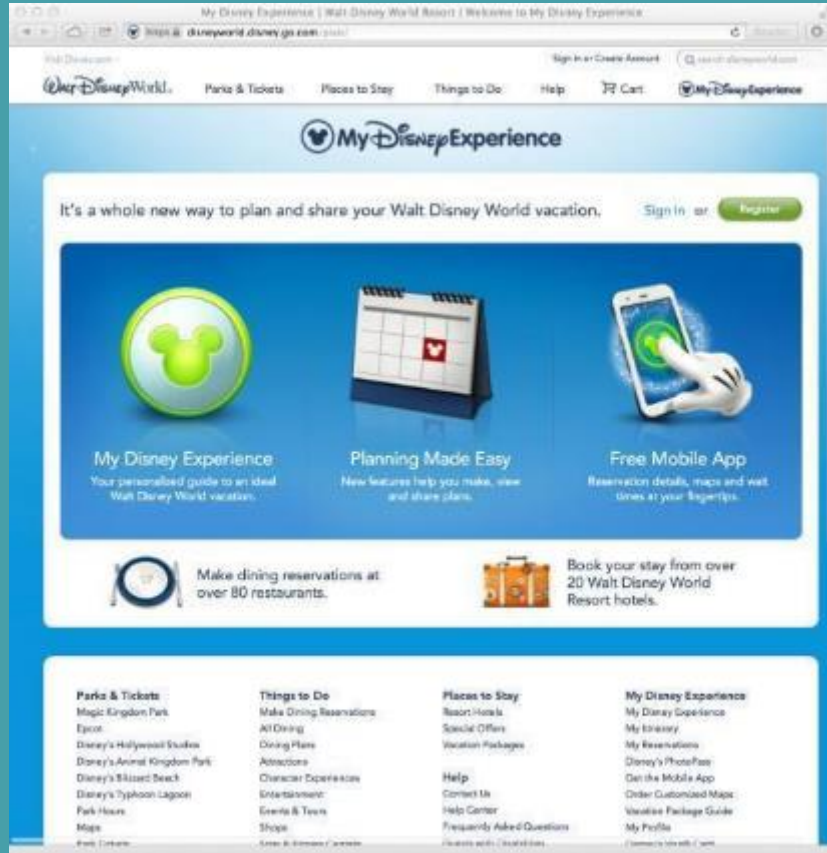 My Disney Experience | Walt Disney World Resort | Welcome to My Disney Experience
https disneyworld.disney.go.com
Sign In or Create Account
Walt Disney World. Parks & Tickets Places to Stay Things to Do Help Cart My Disney Experience
My Disney Experience
It's a whole new way to plan and share your Walt Disney World vacation. Sign In or Register
My Disney Experience
Your personalized guide to an ideal
Walt Disney World vacation.
Planning Made Easy
New features help you make, view
and share plans.
Free Mobile App
Reservation details, maps and wait
times at your fingertips.
Make dining reservations at
over 80 restaurants.
Book your stay from over
20 Walt Disney World
Resort hotels.
Parks & Tickets
Magic Kingdom Park
Epcot
Disney's Hollywood Studios
Disney's Animal Kingdom Park
Disney's Blizzard Beach
Disney's Typhoon Lagoon
Park Hours
Maps
Park Tickets
Things to Do
Make Dining Reservations
All Dining
Dining Plans
Attractions
Character Experiences
Entertainment
Events & Tours
Shops
Places to Stay
Resort Hotels
Special Offers
Vacation Packages
Help
Contact Us
Help Center
Frequently Asked Questions
Guests with Disabilities
My Disney Experience
My Disney Experience
My Itinerary
My Reservations
Disney's PhotoPass
Get the Mobile App
Order Customized Maps
Vacation Package Guide
My Profile